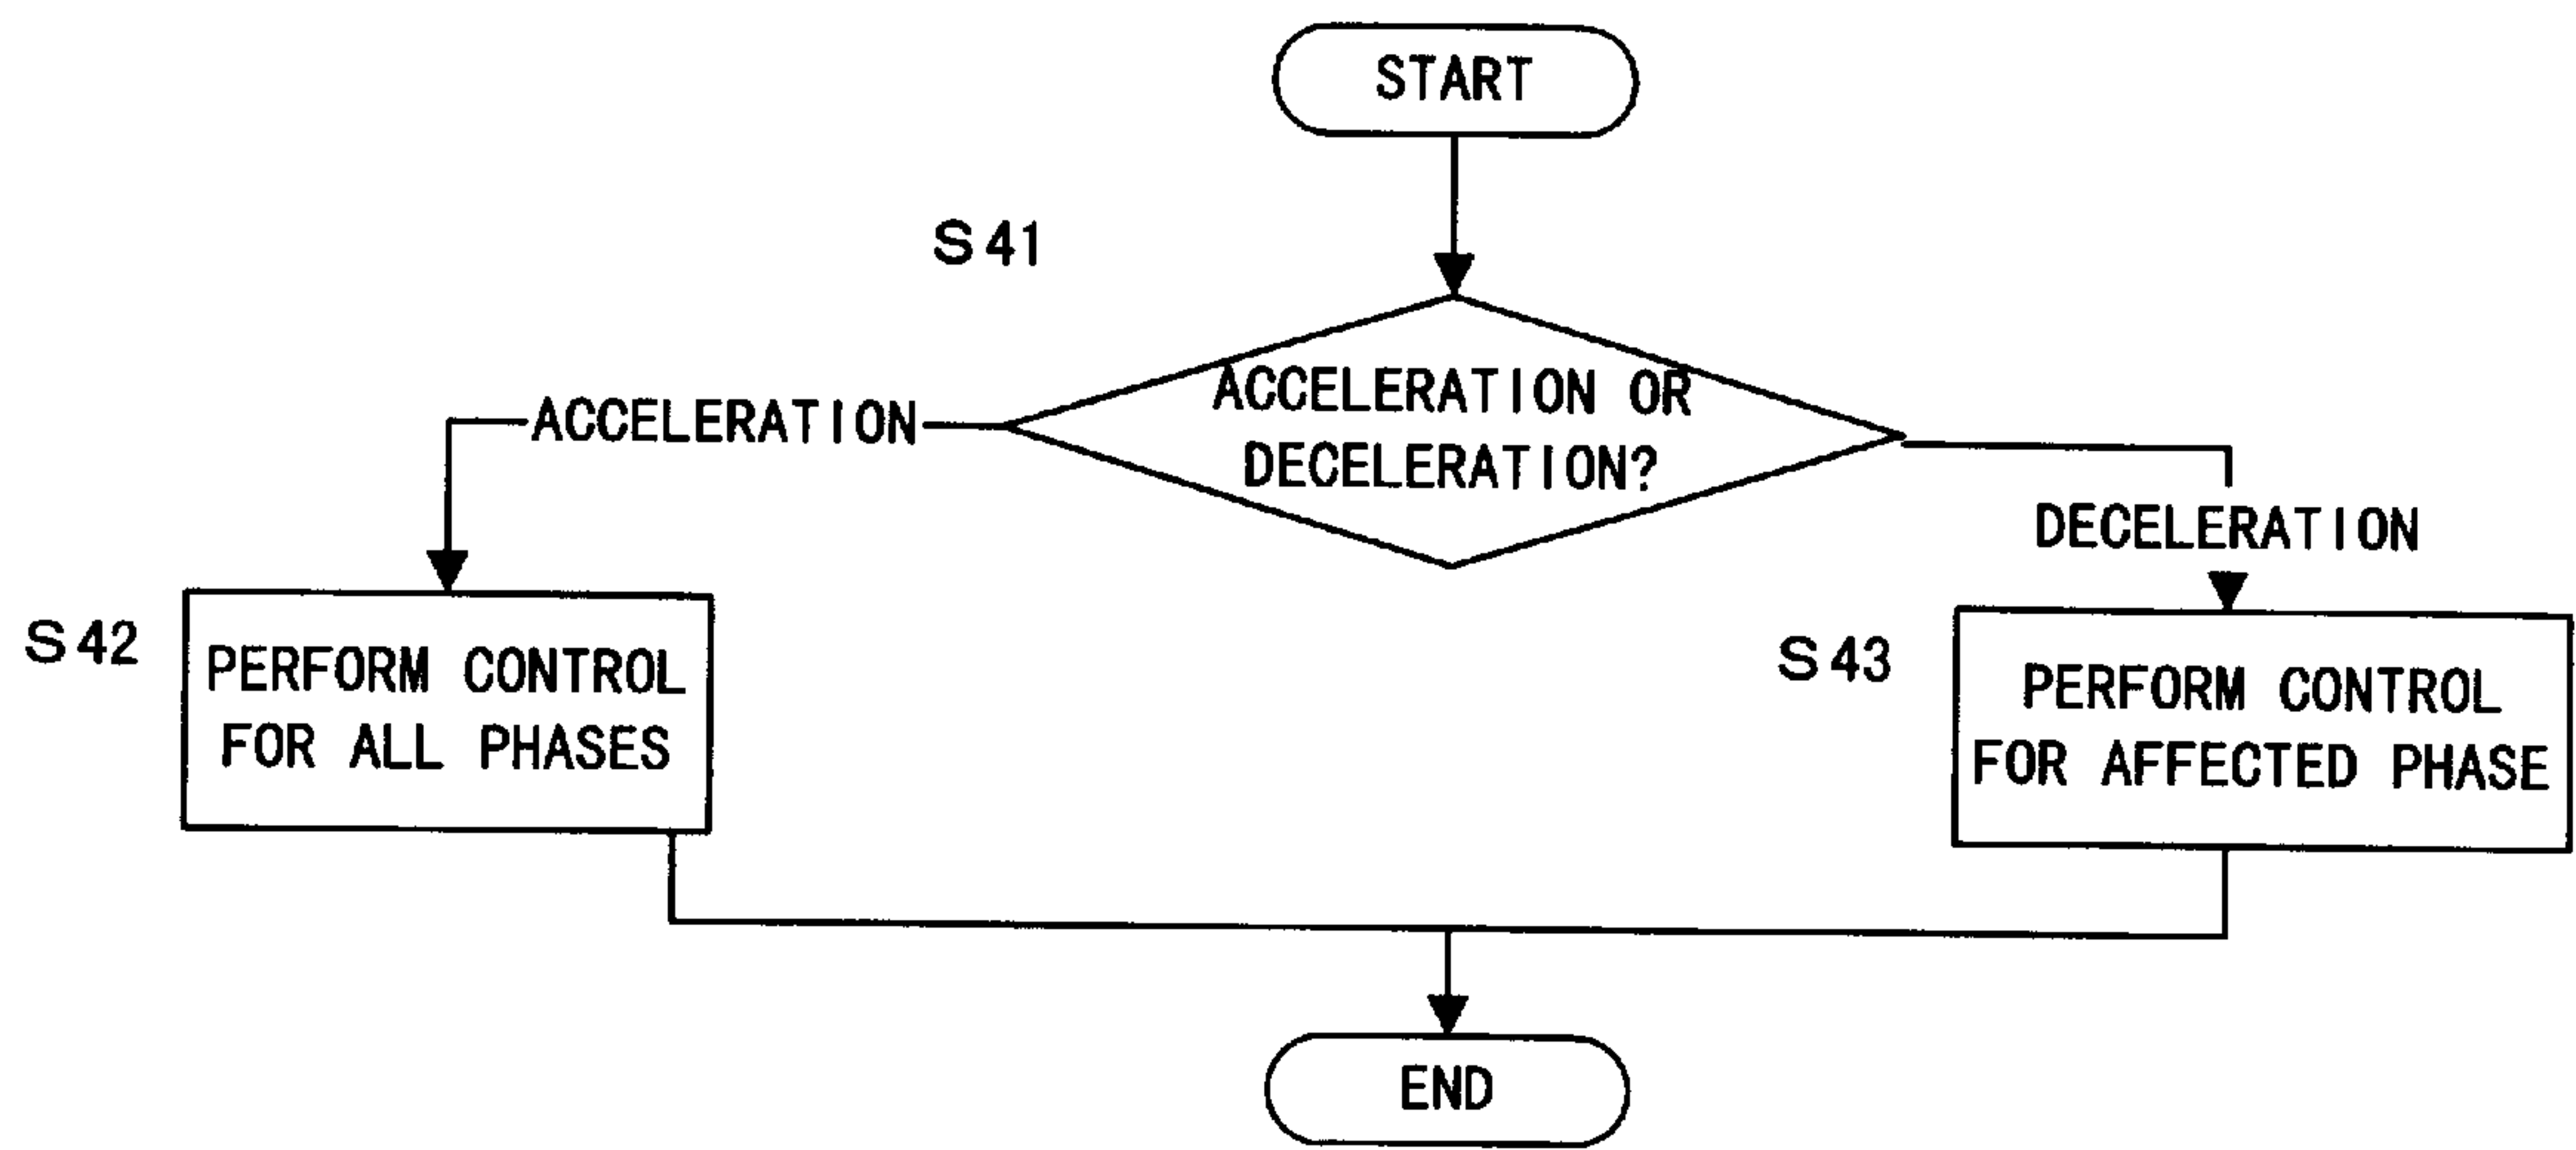 START
S41
ACCELERATION OR
DECELERATION?
ACCELERATION
DECELERATION
S42
PERFORM CONTROL
FOR ALL PHASES
S43
PERFORM CONTROL
FOR AFFECTED PHASE
END